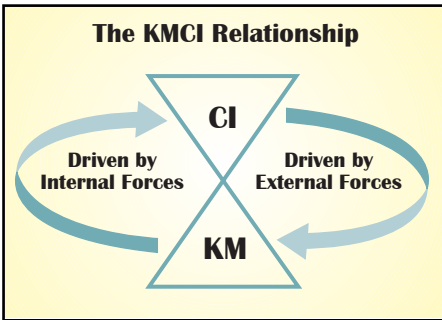 The KMCI Relationship
CI
Driven by
Internal Forces
Driven by
External Forces
KM